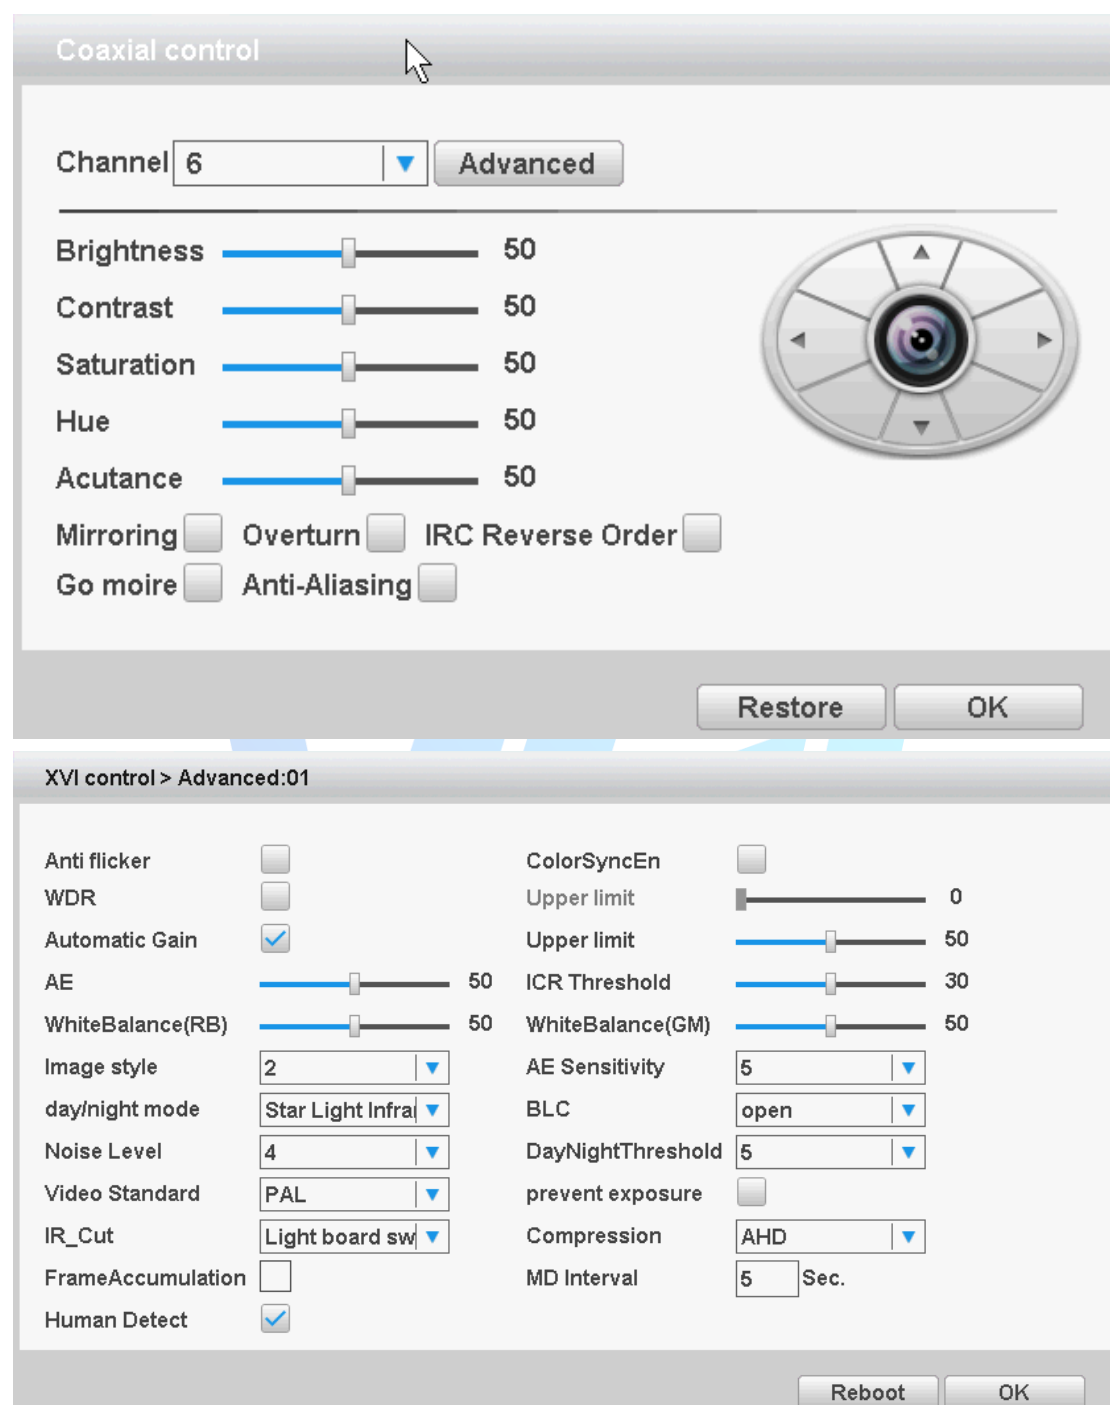 Coaxial control
Channel 6 Advanced
Brightness 50
Contrast 50
Saturation 50
Hue 50
Acutance 50
Mirroring Overturn IRC Reverse Order
Go moire Anti-Aliasing
Restore OK
XVI control > Advanced:01
Anti flicker ColorSyncEn
WDR Upper limit 0
Automatic Gain Upper limit 50
AE 50 ICR Threshold 30
WhiteBalance(RB) 50 WhiteBalance(GM) 50
Image style 2 AE Sensitivity 5
day/night mode Star Light Infra BLC open
Noise Level 4 DayNightThreshold 5
Video Standard PAL prevent exposure
IR_Cut Light board sw Compression AHD
FrameAccumulation MD Interval 5 Sec.
Human Detect
Reboot OK